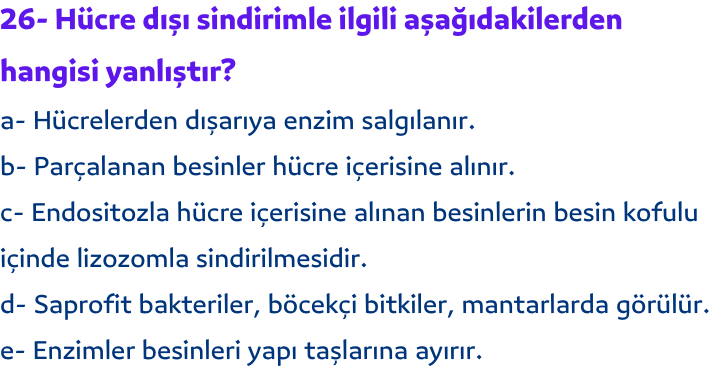 26- Hücre dışı sindirimle ilgili aşağıdakilerden
hangisi yanlıştır?
a- Hücrelerden dışarıya enzim salgılanır.
b- Parçalanan besinler hücre içerisine alınır.
c- Endositozla hücre içerisine alınan besinlerin besin kofulu
içinde lizozomla sindirilmesidir.
d- Saprofit bakteriler, böcekçi bitkiler, mantarlarda görülür.
e- Enzimler besinleri yapı taşlarına ayırır.